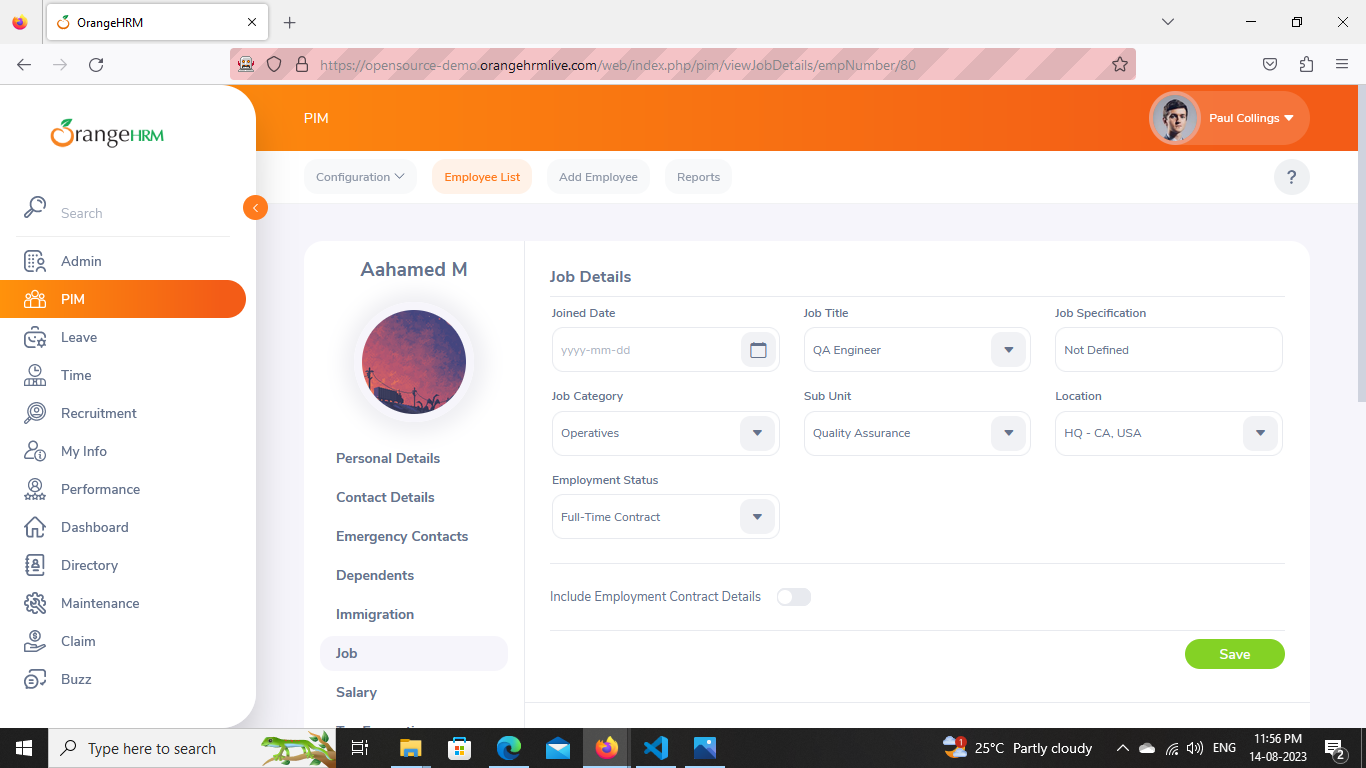 OrangeHRM
https://opensource-demo.orangehrmlive.com/web/index.php/pim/viewJobDetails/empNumber/80
OrangeHRM
PIM
Paul Collings
Configuration
Employee List
Add Employee
Reports
?
Search
Admin
PIM
Leave
Time
Recruitment
My Info
Performance
Dashboard
Directory
Maintenance
Claim
Buzz
Aahamed M
Personal Details
Contact Details
Emergency Contacts
Dependents
Immigration
Job
Salary
Job Details
Joined Date
yyyy-mm-dd
Job Title
QA Engineer
Job Specification
Not Defined
Job Category
Operatives
Sub Unit
Quality Assurance
Location
HQ - CA, USA
Employment Status
Full-Time Contract
Include Employment Contract Details
Save
Type here to search
1
25°C Partly cloudy
ENG
11:56 PM
14-08-2023
2